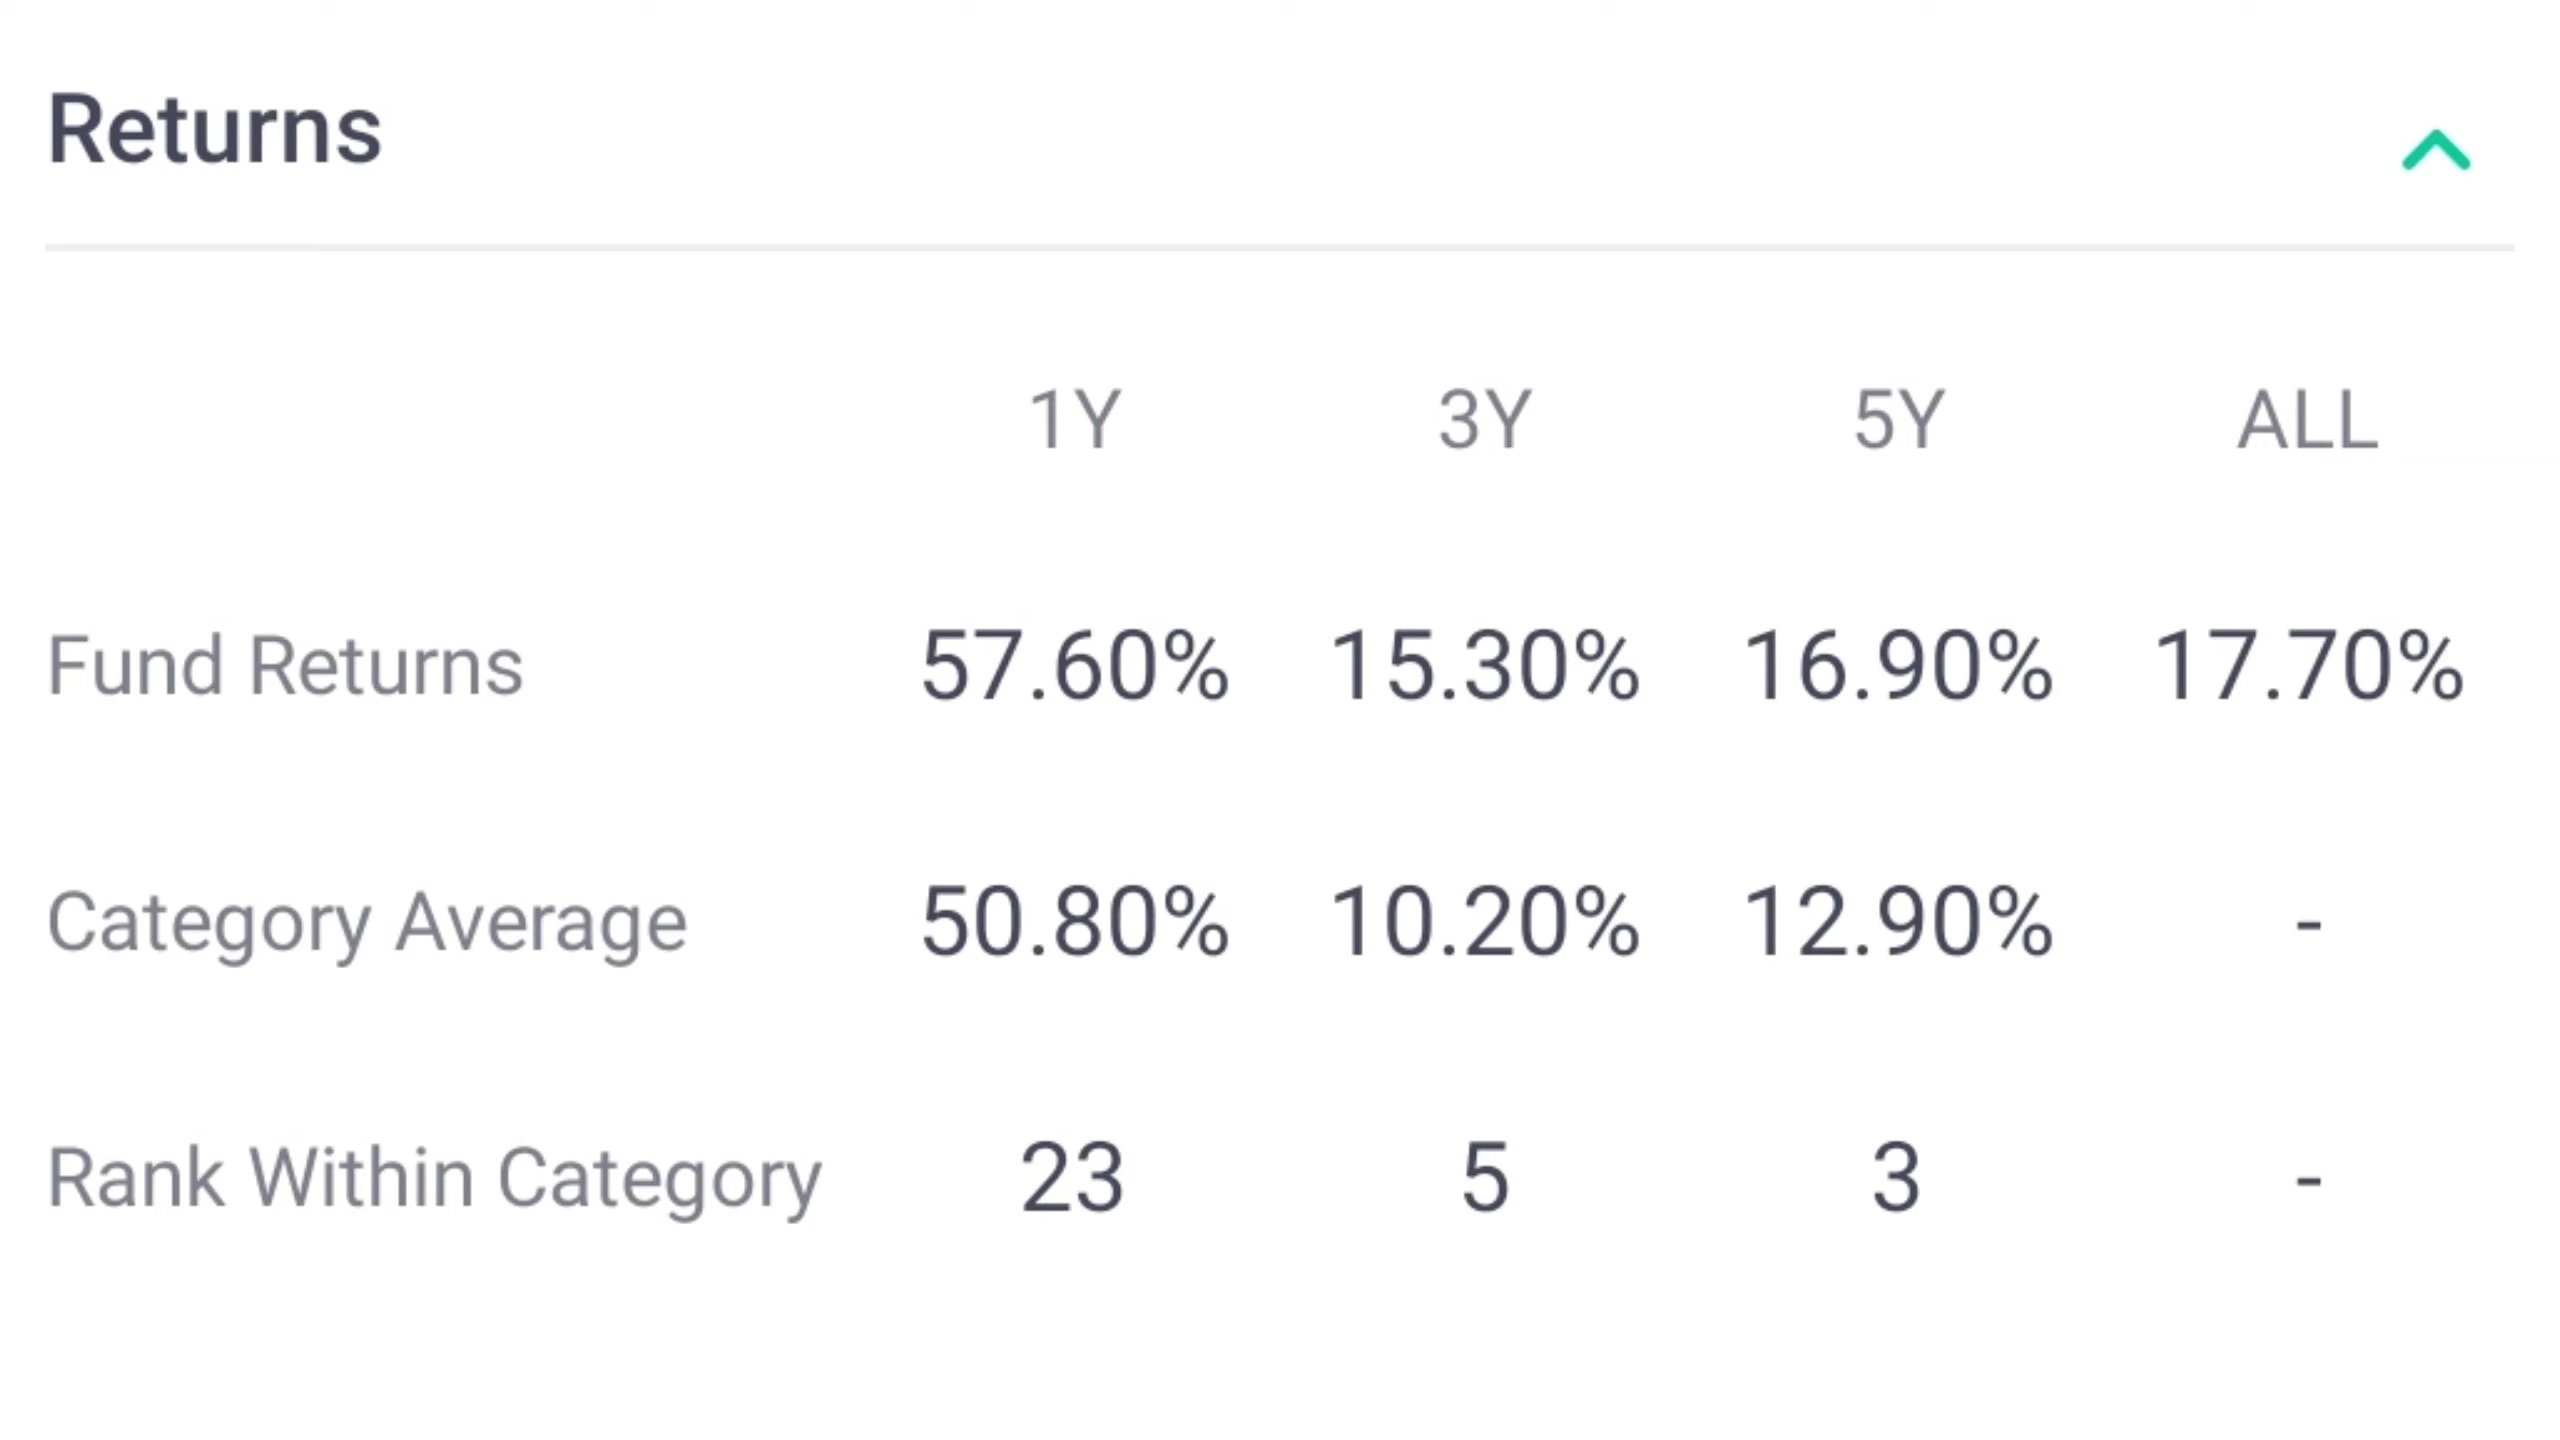 Returns
1Y 3Y 5Y ALL
Fund Returns 57.60% 15.30% 16.90% 17.70%
Category Average 50.80% 10.20% 12.90% -
Rank Within Category 23 5 3 -